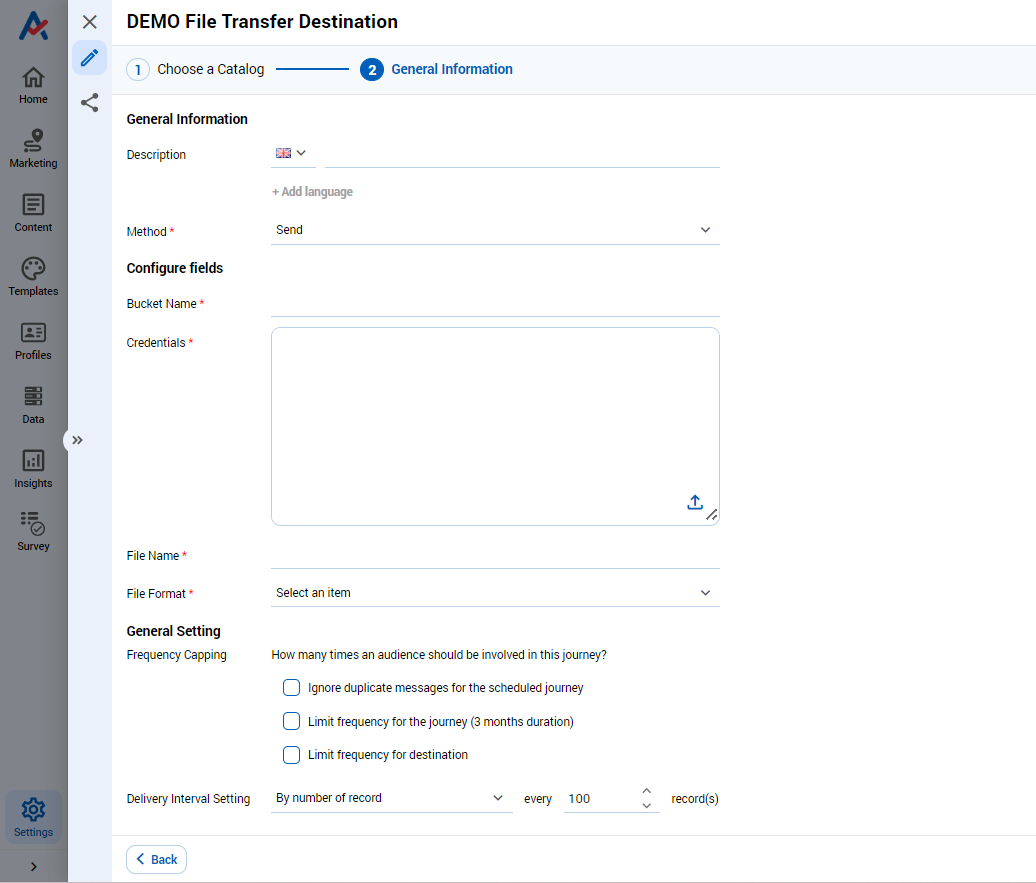 DEMO File Transfer Destination
1 Choose a Catalog 2 General Information
Home
Marketing
Content
Templates
Profiles
Data
Insights
Survey
Settings
General Information
Description
+ Add language
Method * Send
Configure fields
Bucket Name *
Credentials *
File Name *
File Format * Select an item
General Setting
Frequency Capping How many times an audience should be involved in this journey?
Ignore duplicate messages for the scheduled journey
Limit frequency for the journey (3 months duration)
Limit frequency for destination
Delivery Interval Setting By number of record every 100 record(s)
Back